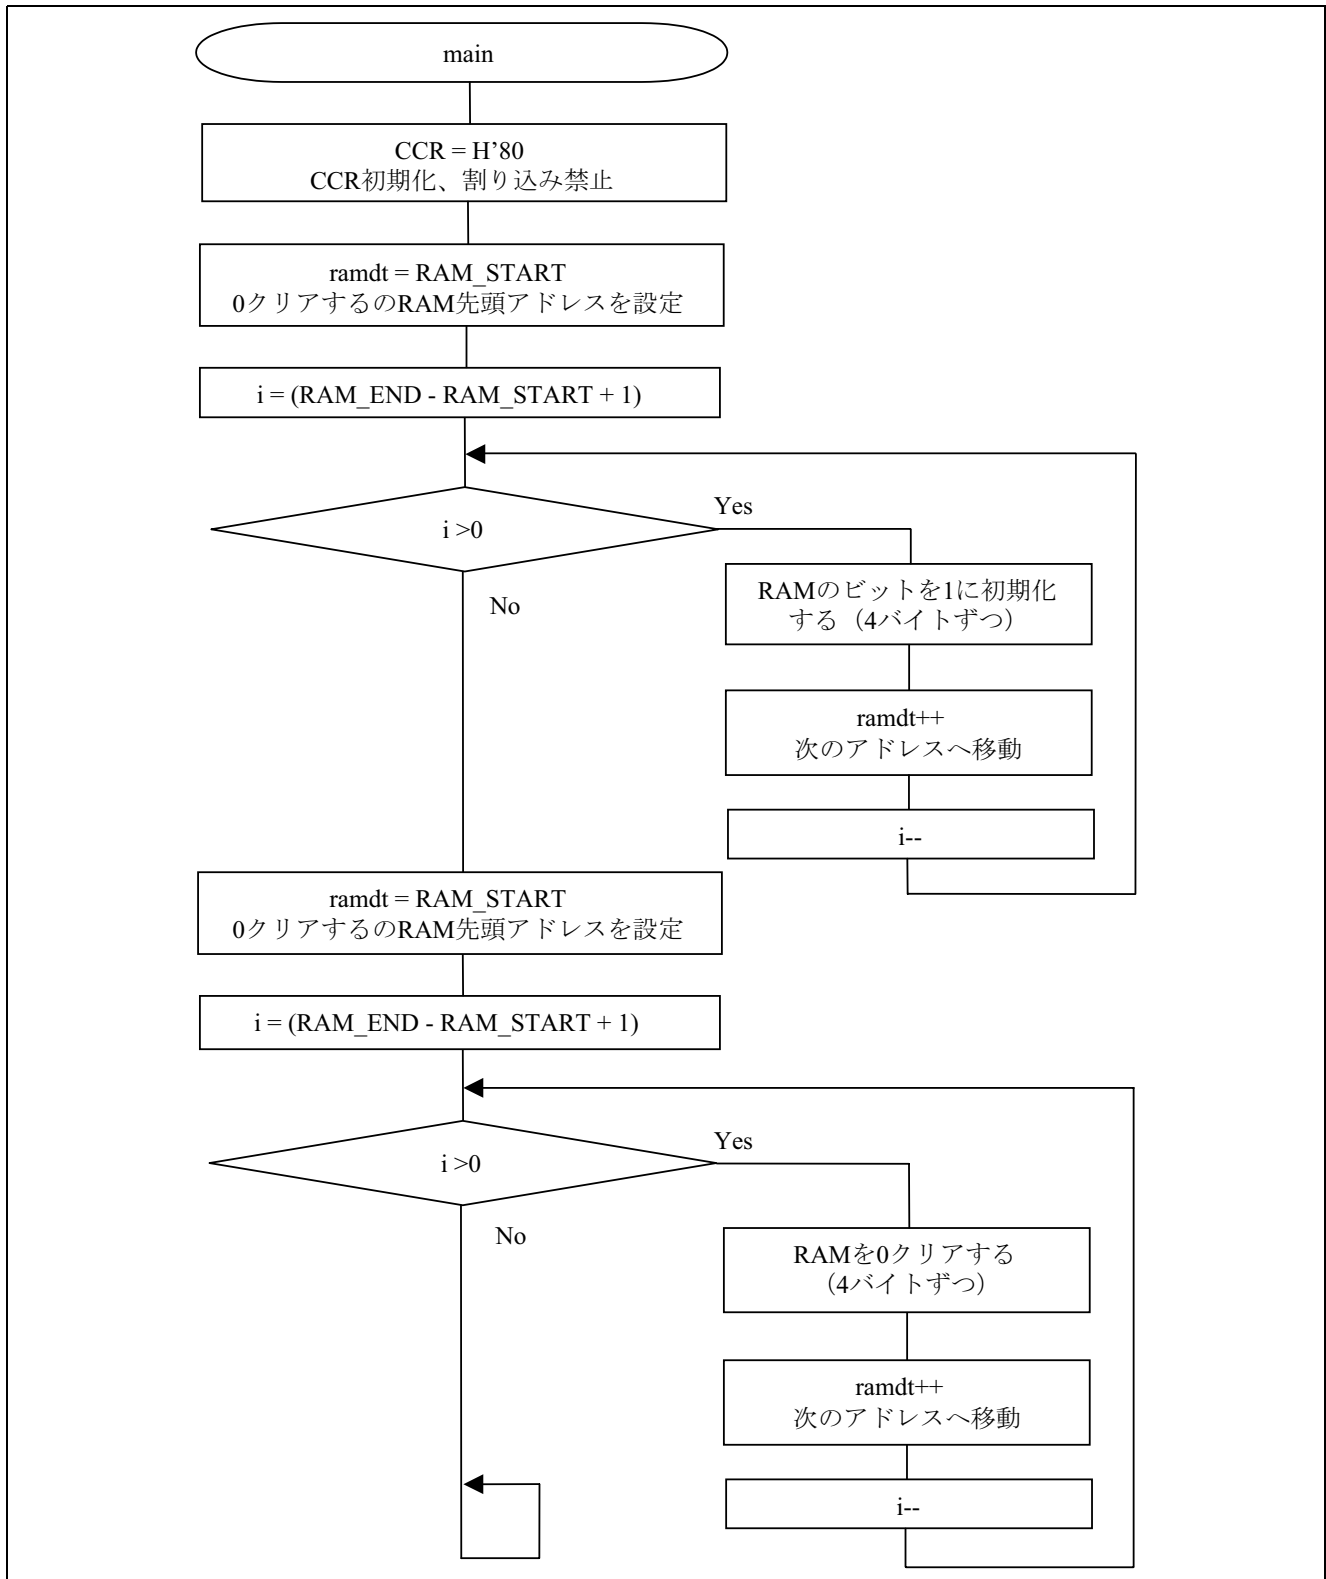 main
CCR = H’80
CCR初期化、割り込み禁止
ramdt = RAM_START
0クリアするのRAM先頭アドレスを設定
i = (RAM_END - RAM_START + 1)
i >0
Yes
No
RAMのビットを1に初期化
する（4バイトずつ）
ramdt++
次のアドレスへ移動
i--
ramdt = RAM_START
0クリアするのRAM先頭アドレスを設定
i = (RAM_END - RAM_START + 1)
i >0
Yes
No
RAMを0クリアする
（4バイトずつ）
ramdt++
次のアドレスへ移動
i--